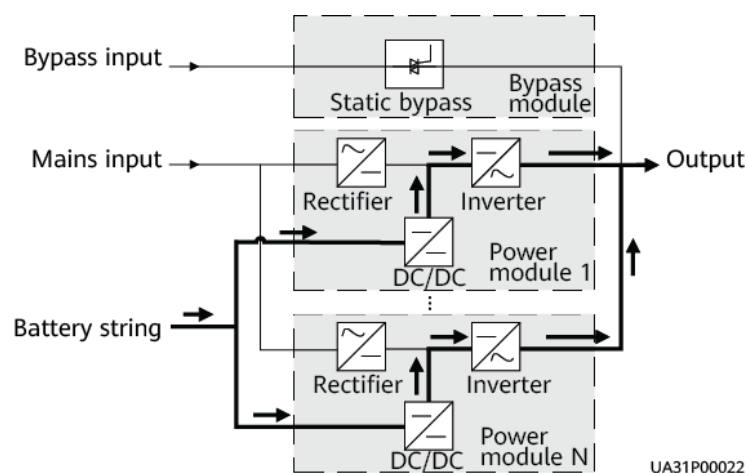 Bypass input
Static bypass
Bypass
module
Mains input
Output
Rectifier
Inverter
DC/DC
Power
module 1
Battery string
Rectifier
Inverter
DC/DC
Power
module N
UA31P00022